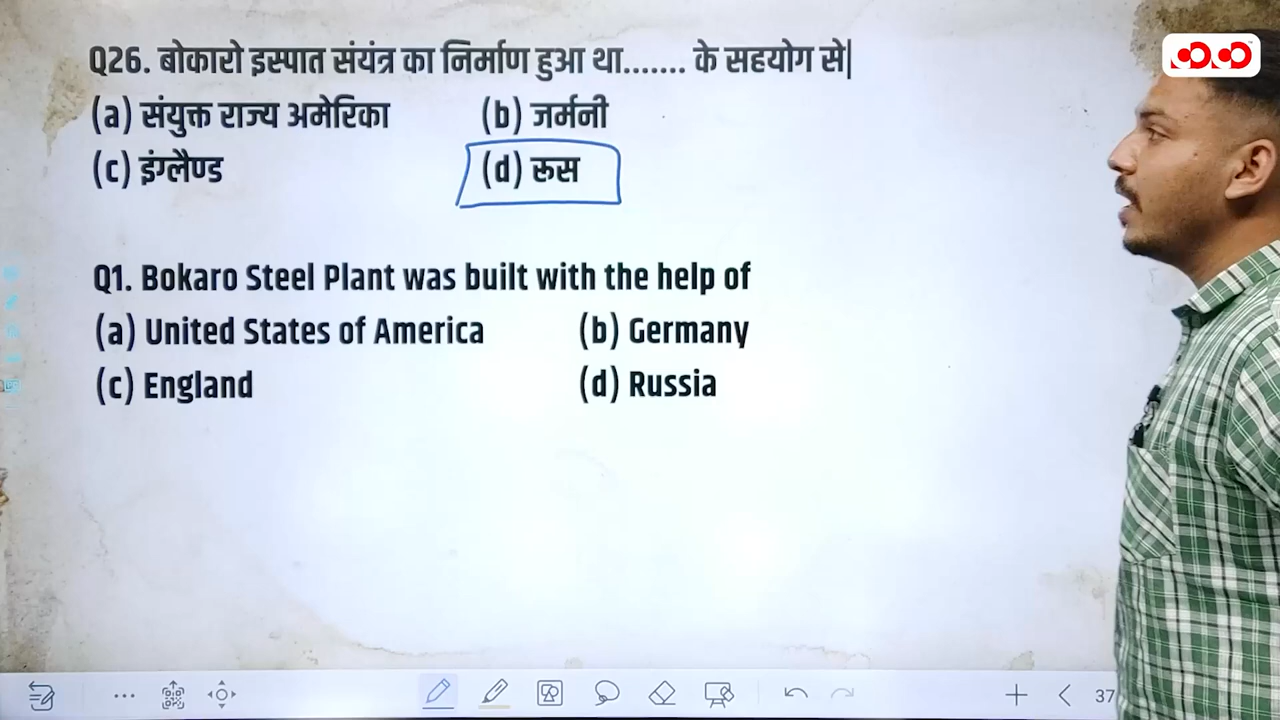 Q26. बोकारो इस्पात संयंत्र का निर्माण हुआ था....... के सहयोग से|
(a) संयुक्त राज्य अमेरिका (b) जर्मनी
(c) इंग्लैण्ड (d) रूस
Q1. Bokaro Steel Plant was built with the help of
(a) United States of America (b) Germany
(c) England (d) Russia
37